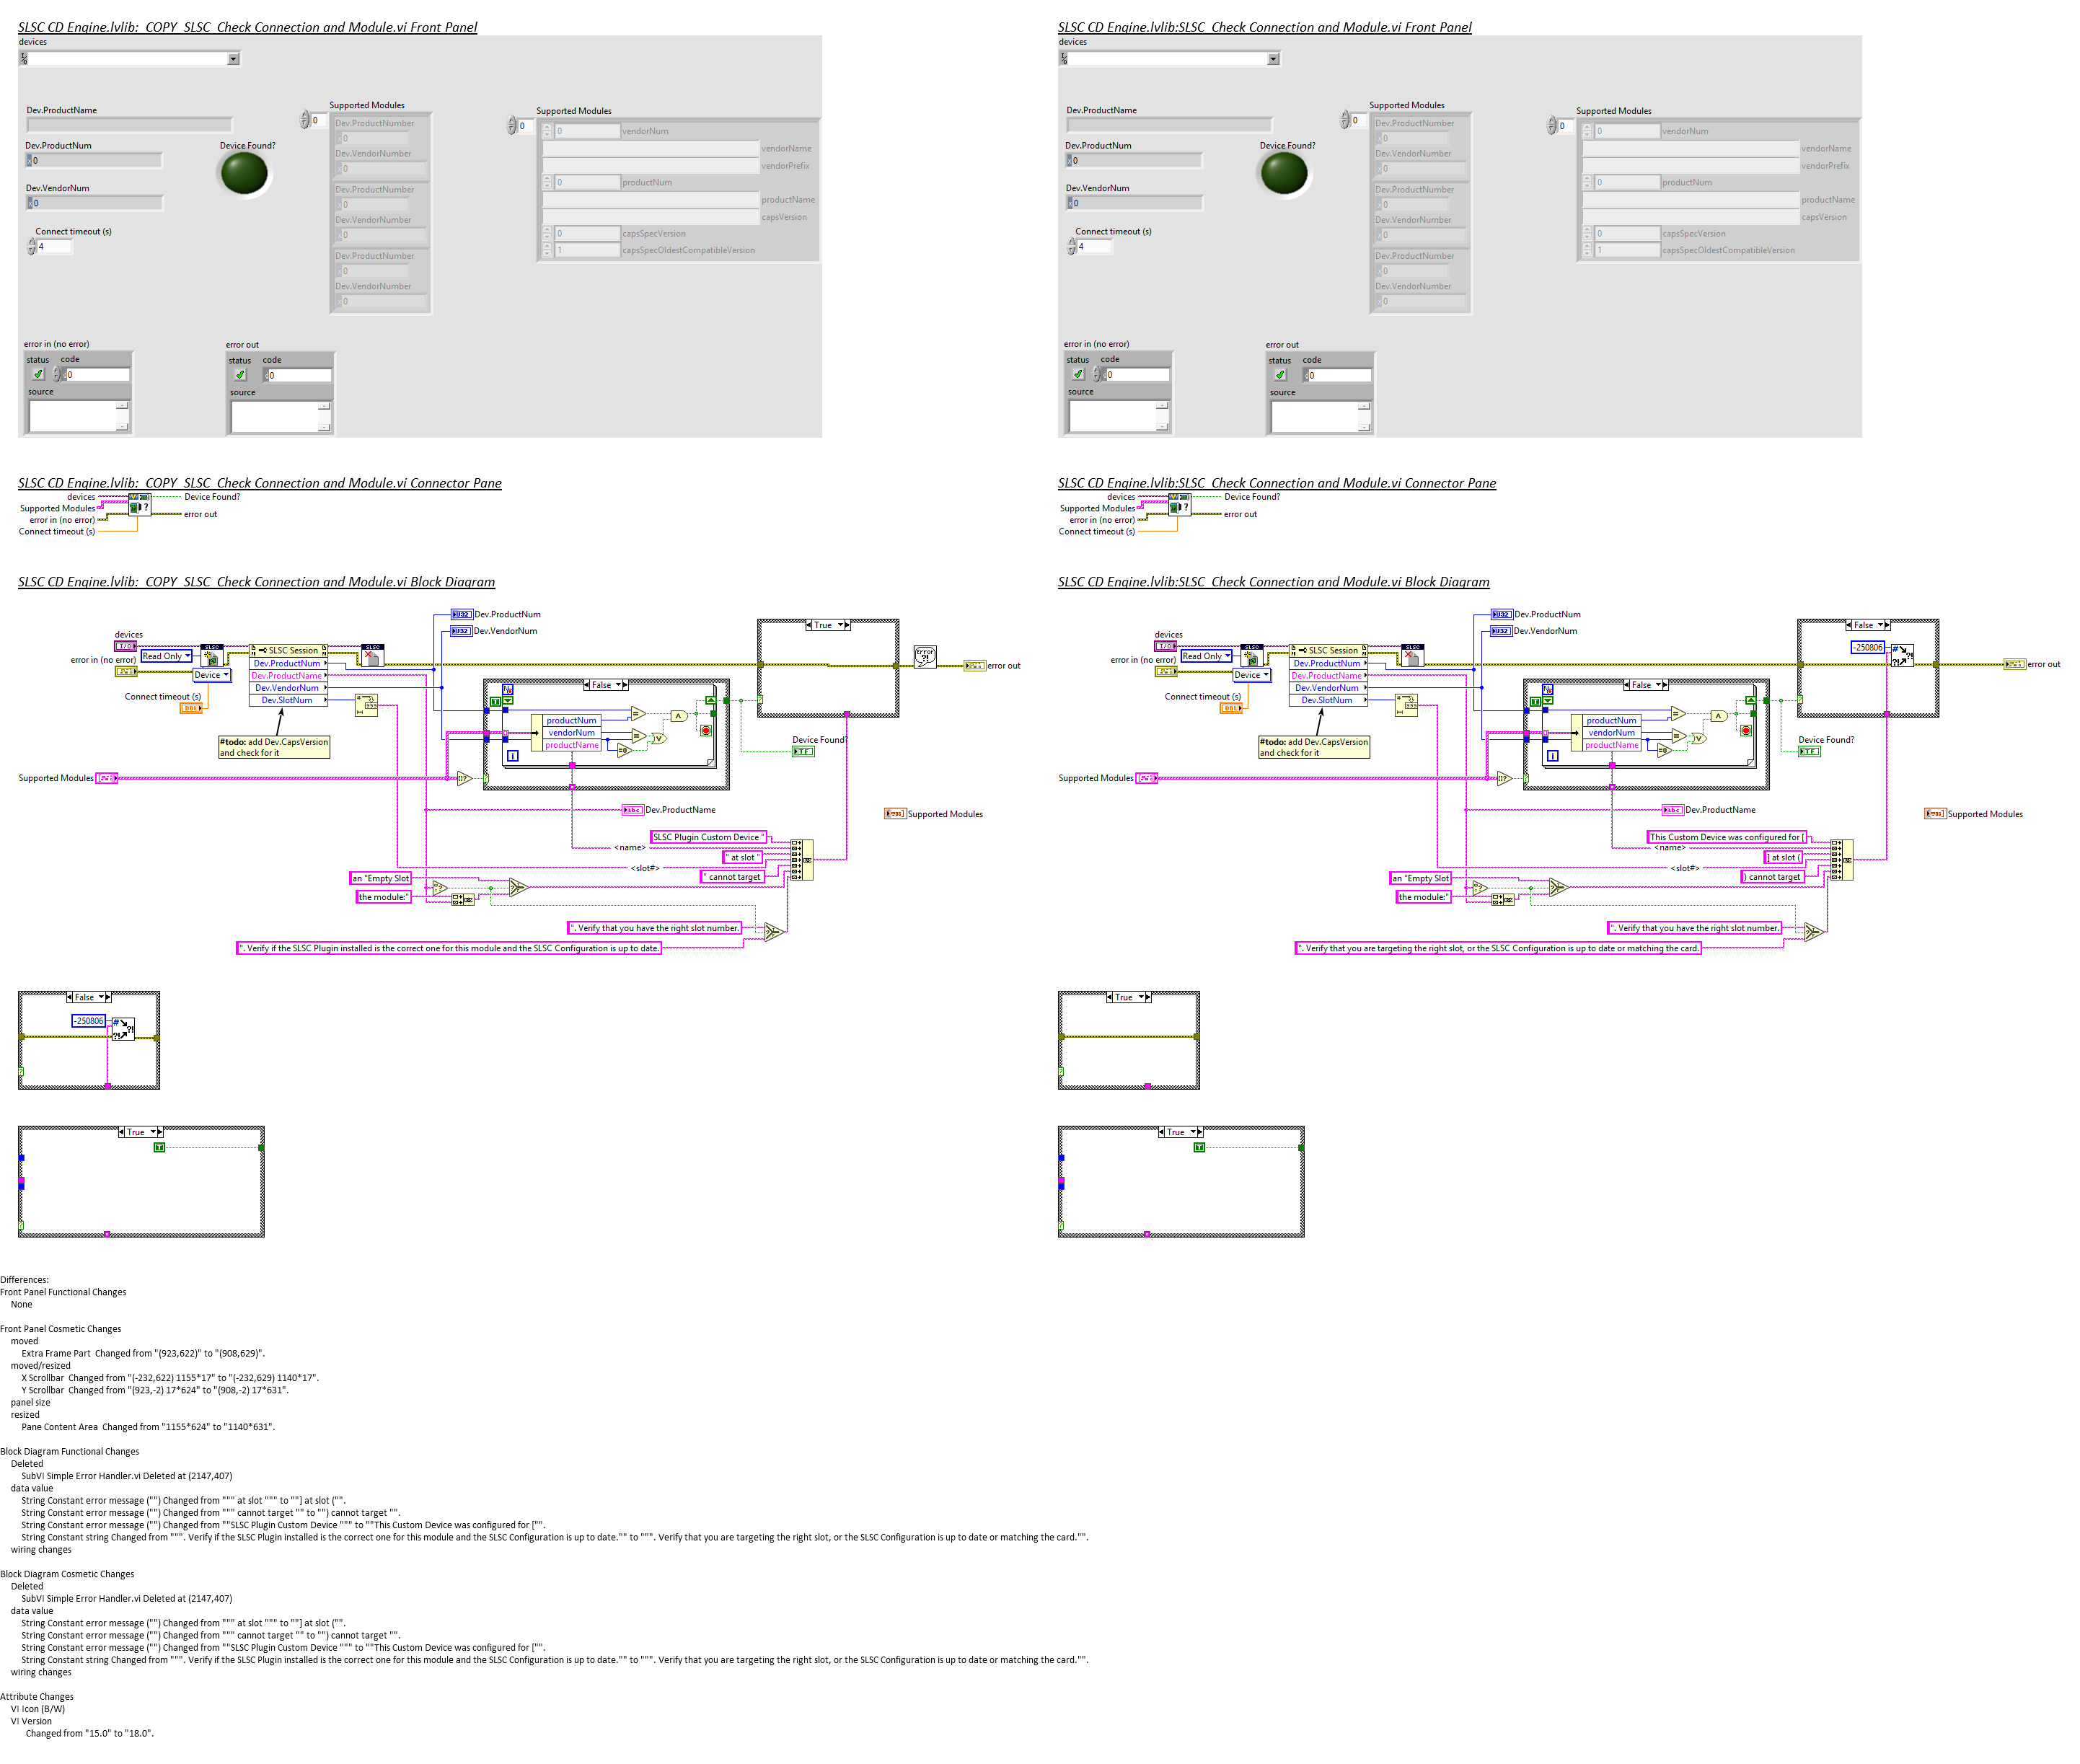 SLSC CD Engine.lvlib:_COPY_SLSC_Check Connection and Module.vi Front Panel
devices
Dev.ProductName
Dev.ProductNum
0
Dev.VendorNum
0
Connect timeout (s)
4
Device Found?
Supported Modules
0
Dev.ProductNumber
0
Dev.VendorNumber
0
Dev.ProductNumber
0
Dev.VendorNumber
0
Dev.ProductNumber
0
Dev.VendorNumber
0
Supported Modules
0
0 vendorNum
vendorName
vendorPrefix
0 productNum
productName
capsVersion
0 capsSpecVersion
1 capsSpecOldestCompatibleVersion
error in (no error)
status code
0
source
error out
status code
0
source
SLSC CD Engine.lvlib:SLSC_Check Connection and Module.vi Front Panel
devices
Dev.ProductName
Dev.ProductNum
0
Dev.VendorNum
0
Connect timeout (s)
4
Device Found?
Supported Modules
0
Dev.ProductNumber
0
Dev.VendorNumber
0
Dev.ProductNumber
0
Dev.VendorNumber
0
Dev.ProductNumber
0
Dev.VendorNumber
0
Supported Modules
0
0 vendorNum
vendorName
vendorPrefix
0 productNum
productName
capsVersion
0 capsSpecVersion
1 capsSpecOldestCompatibleVersion
error in (no error)
status code
0
source
error out
status code
0
source
SLSC CD Engine.lvlib:_COPY_SLSC_Check Connection and Module.vi Connector Pane
devices
Supported Modules
error in (no error)
Connect timeout (s)
Device Found?
error out
SLSC CD Engine.lvlib:SLSC_Check Connection and Module.vi Connector Pane
devices
Supported Modules
error in (no error)
Connect timeout (s)
Device Found?
error out
SLSC CD Engine.lvlib:_COPY_SLSC_Check Connection and Module.vi Block Diagram
Dev.ProductNum
Dev.VendorNum
devices
error in (no error)
Read Only
Device
Connect timeout (s)
SLSC
SLSC Session
Dev.ProductNum
Dev.ProductName
Dev.VendorNum
Dev.SlotNum
SLSC
#todo: add Dev.CapsVersion
and check for it
False
productNum
vendorNum
productName
True
error out
Device Found?
TF
Supported Modules
Dev.ProductName
Supported Modules
SLSC Plugin Custom Device "
<name>
" at slot "
<slot#>
" cannot target
an "Empty Slot
the module:"
". Verify that you have the right slot number.
". Verify if the SLSC Plugin installed is the correct one for this module and the SLSC Configuration is up to date.
False
-250806
True
T
SLSC CD Engine.lvlib:SLSC_Check Connection and Module.vi Block Diagram
Dev.ProductNum
Dev.VendorNum
devices
error in (no error)
Read Only
Device
Connect timeout (s)
SLSC
SLSC Session
Dev.ProductNum
Dev.ProductName
Dev.VendorNum
Dev.SlotNum
SLSC
#todo: add Dev.CapsVersion
and check for it
False
productNum
vendorNum
productName
False
-250806
error out
Device Found?
TF
Supported Modules
Dev.ProductName
Supported Modules
This Custom Device was configured for [
<name>
] at slot (
<slot#>
) cannot target
an "Empty Slot
the module:"
". Verify that you have the right slot number.
". Verify that you are targeting the right slot, or the SLSC Configuration is up to date or matching the card.
True
True
T
Differences:
Front Panel Functional Changes
None
Front Panel Cosmetic Changes
moved
Extra Frame Part Changed from "(923,622)" to "(908,629)".
moved/resized
X Scrollbar Changed from "(-232,622) 1155*17" to "(-232,629) 1140*17".
Y Scrollbar Changed from "(923,-2) 17*624" to "(908,-2) 17*631".
panel size
resized
Pane Content Area Changed from "1155*624" to "1140*631".
Block Diagram Functional Changes
Deleted
SubVI Simple Error Handler.vi Deleted at (2147,407)
data value
String Constant error message ("") Changed from """ at slot """ to ""] at slot ("".
String Constant error message ("") Changed from """ cannot target "" to "") cannot target "".
String Constant error message ("") Changed from ""SLSC Plugin Custom Device """ to ""This Custom Device was configured for ["".
String Constant string Changed from """. Verify if the SLSC Plugin installed is the correct one for this module and the SLSC Configuration is up to date."" to """. Verify that you are targeting the right slot, or the SLSC Configuration is up to date or matching the card."".
wiring changes
Block Diagram Cosmetic Changes
Deleted
SubVI Simple Error Handler.vi Deleted at (2147,407)
data value
String Constant error message ("") Changed from """ at slot """ to ""] at slot ("".
String Constant error message ("") Changed from """ cannot target "" to "") cannot target "".
String Constant error message ("") Changed from ""SLSC Plugin Custom Device """ to ""This Custom Device was configured for ["".
String Constant string Changed from """. Verify if the SLSC Plugin installed is the correct one for this module and the SLSC Configuration is up to date."" to """. Verify that you are targeting the right slot, or the SLSC Configuration is up to date or matching the card."".
wiring changes
Attribute Changes
VI Icon (B/W)
VI Version
Changed from "15.0" to "18.0".